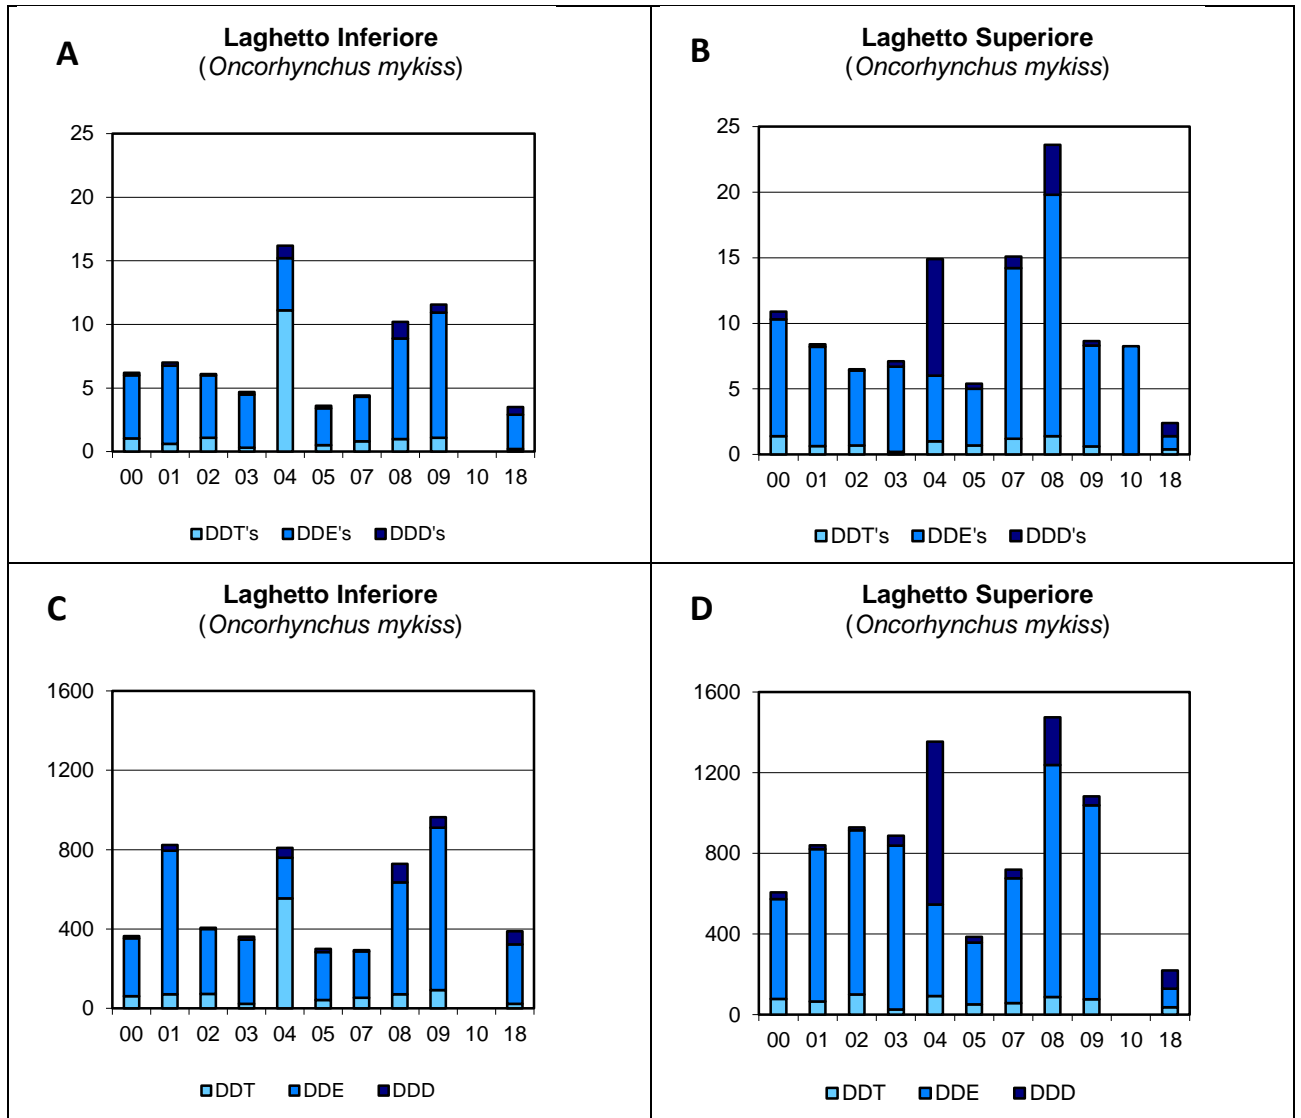 A
Laghetto Inferiore
(Oncorhynchus mykiss)
25
20
15
10
5
0
00 01 02 03 04 05 07 08 09 10 18
DDT's DDE's DDD's
B
Laghetto Superiore
(Oncorhynchus mykiss)
25
20
15
10
5
0
00 01 02 03 04 05 07 08 09 10 18
DDT's DDE's DDD's
C
Laghetto Inferiore
(Oncorhynchus mykiss)
1600
1200
800
400
0
00 01 02 03 04 05 07 08 09 10 18
DDT DDE DDD
D
Laghetto Superiore
(Oncorhynchus mykiss)
1600
1200
800
400
0
00 01 02 03 04 05 07 08 09 10 18
DDT DDE DDD